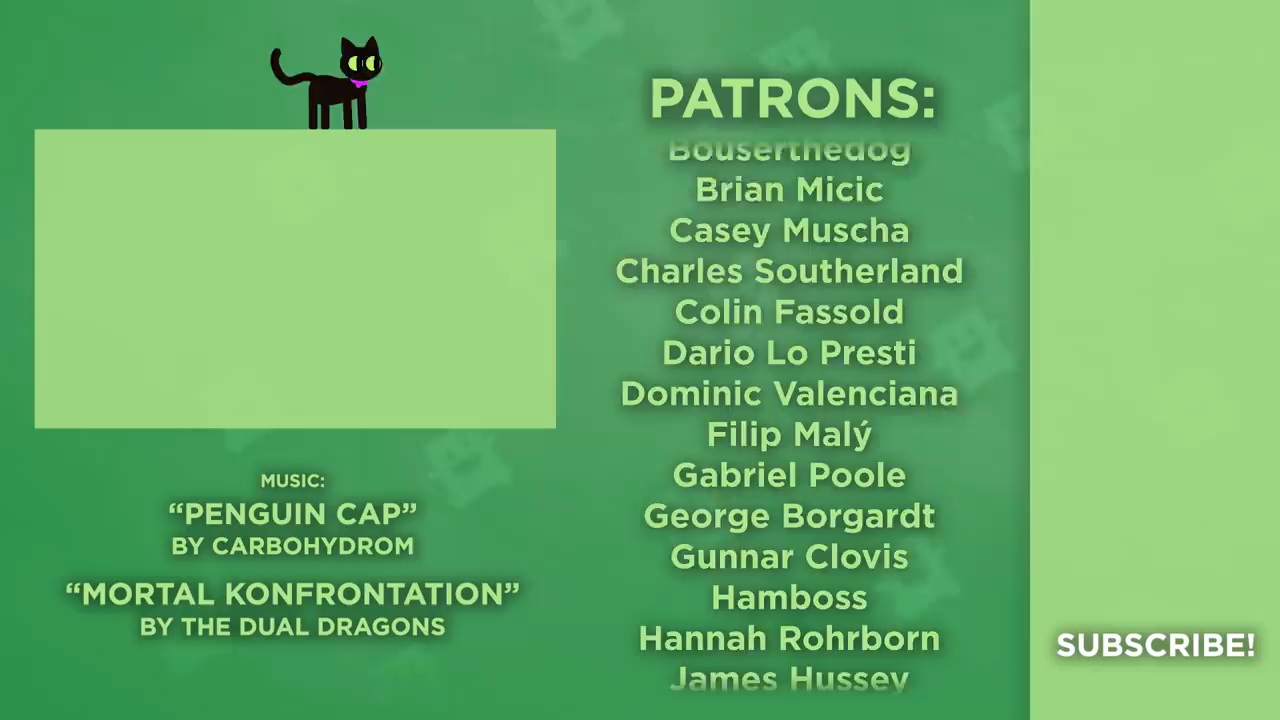 PATRONS:
Bouserthedog
Brian Micic
Casey Muscha
Charles Southerland
Colin Fassold
Dario Lo Presti
Dominic Valenciana
Filip Malý
Gabriel Poole
George Borgardt
Gunnar Clovis
Hamboss
Hannah Rohrborn
James Hussey
MUSIC:
“PENGUIN CAP”
BY CARBOHYDROM
“MORTAL KONFRONTATION”
BY THE DUAL DRAGONS
SUBSCRIBE!